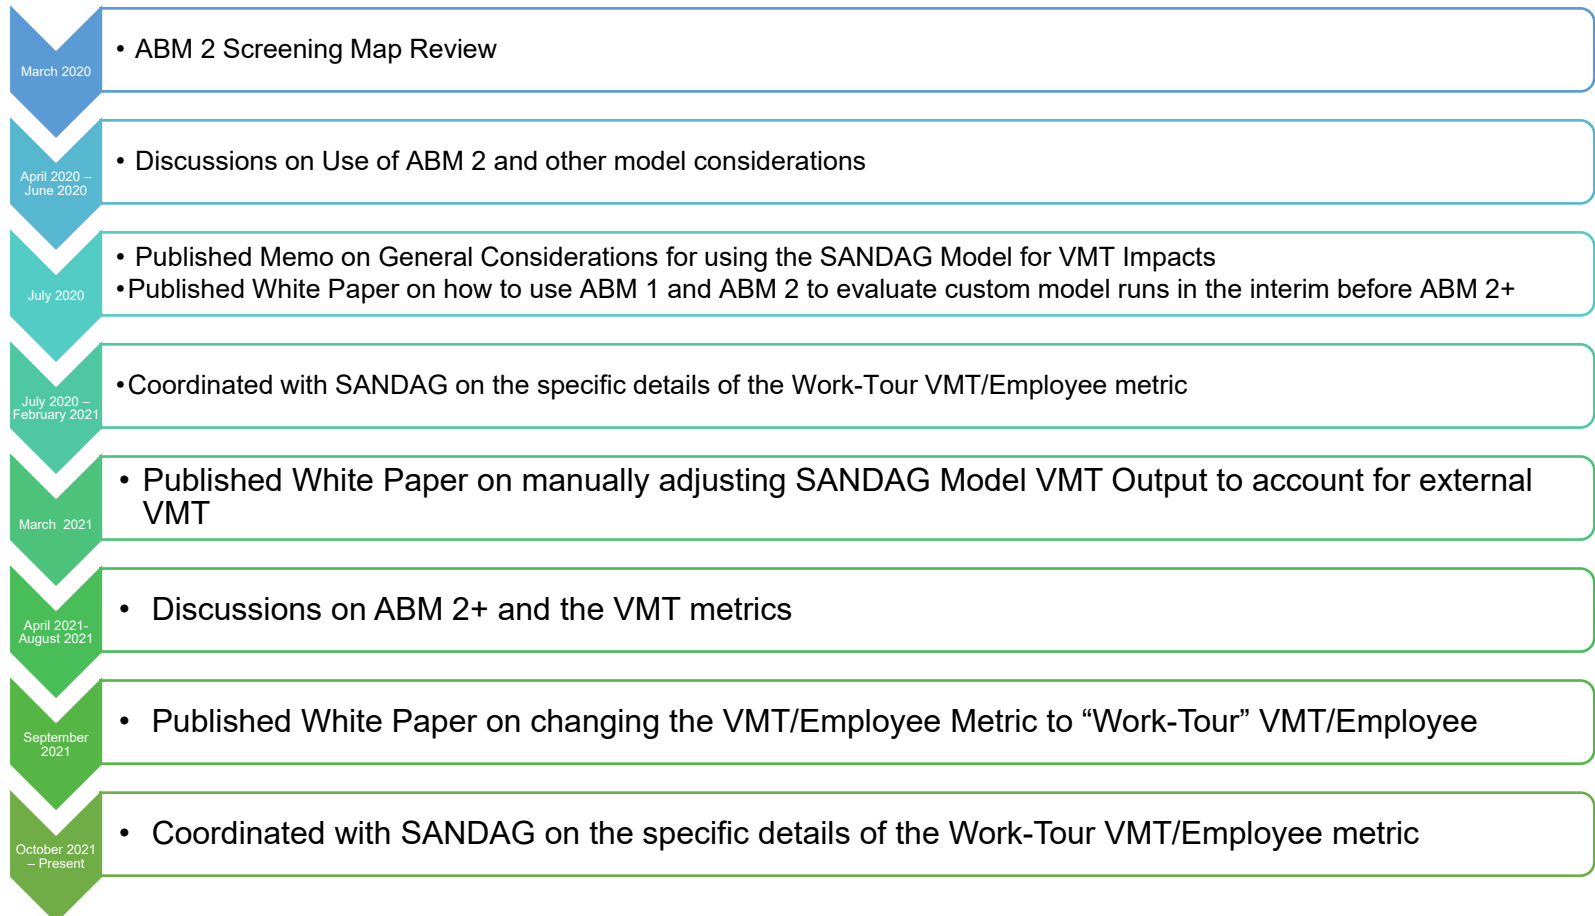 March 2020
• ABM 2 Screening Map Review
April 2020 –
June 2020
• Discussions on Use of ABM 2 and other model considerations
July 2020
• Published Memo on General Considerations for using the SANDAG Model for VMT Impacts
•Published White Paper on how to use ABM 1 and ABM 2 to evaluate custom model runs in the interim before ABM 2+
July 2020 –
February 2021
•Coordinated with SANDAG on the specific details of the Work-Tour VMT/Employee metric
March 2021
• Published White Paper on manually adjusting SANDAG Model VMT Output to account for external
VMT
April 2021-
August 2021
• Discussions on ABM 2+ and the VMT metrics
September
2021
• Published White Paper on changing the VMT/Employee Metric to “Work-Tour” VMT/Employee
October 2021
– Present
• Coordinated with SANDAG on the specific details of the Work-Tour VMT/Employee metric